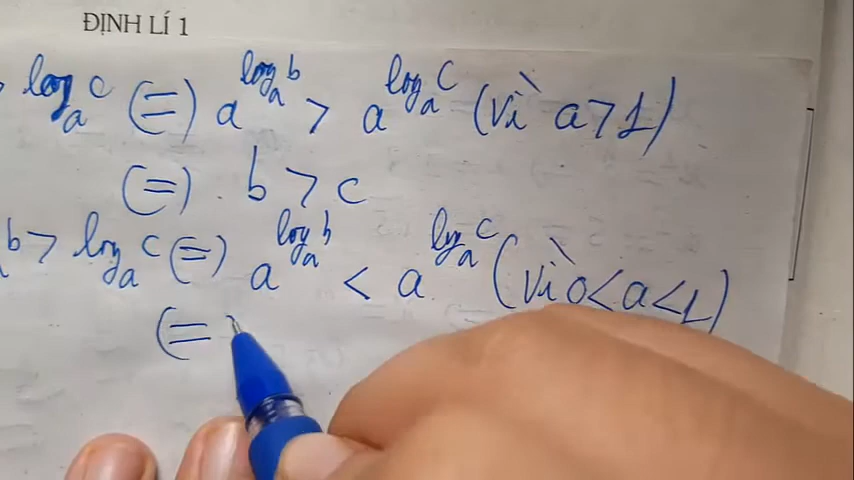 ĐỊNH LÍ 1
log_a c (=) a^{log_a b} > a^{log_a c} (Vì a>1)
(=) b > c
b > log_a c (=) a^{log_a b} < a^{log_a c} (Vì 0<a<1)
(= )